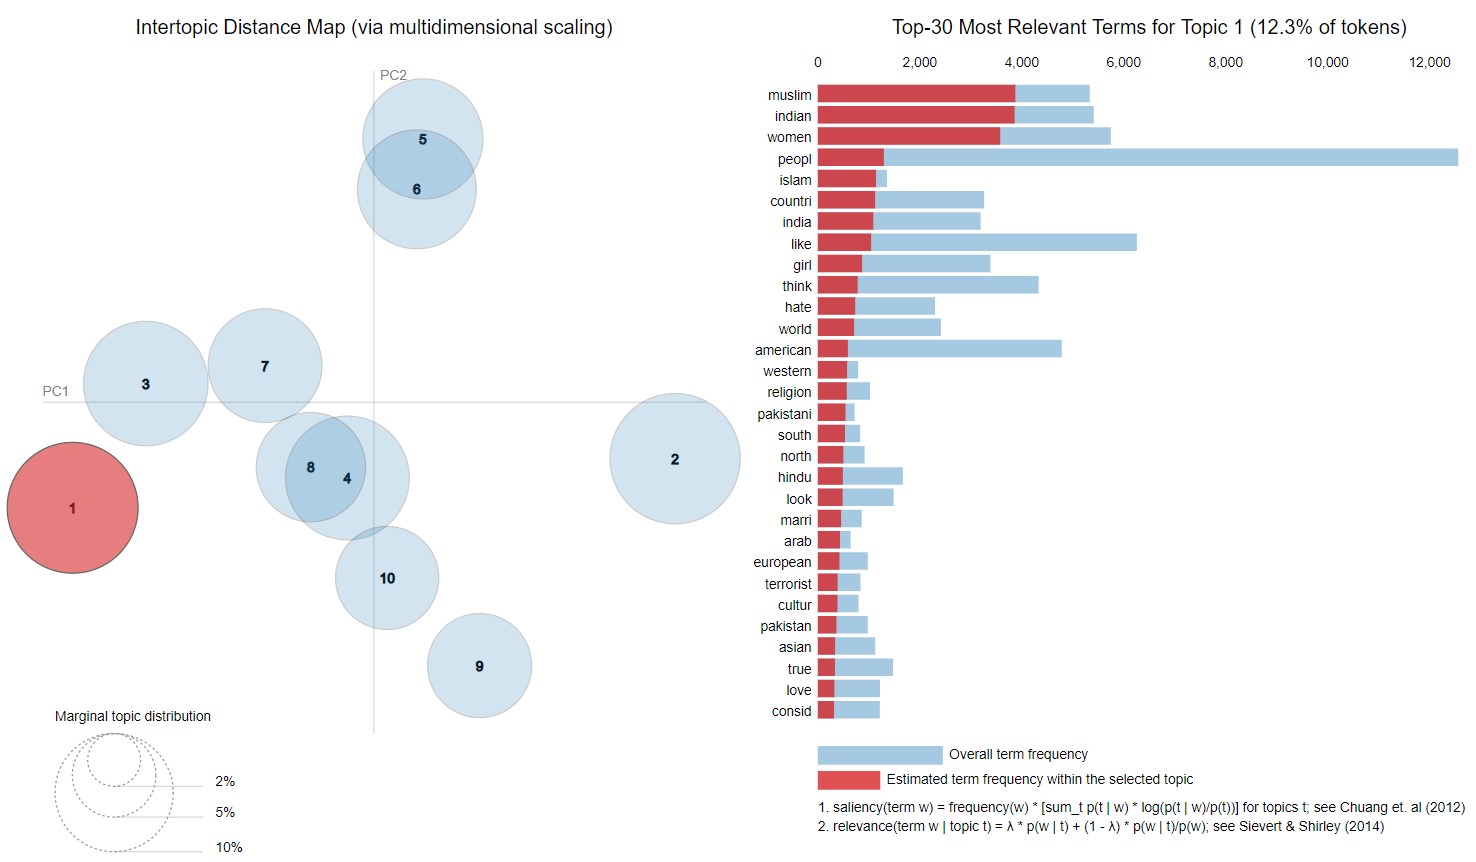 Intertopic Distance Map (via multidimensional scaling)
PC2
PC1
5
6
7
3
8
4
2
1
10
9
Marginal topic distribution
2%
5%
10%
Top-30 Most Relevant Terms for Topic 1 (12.3% of tokens)
0 2,000 4,000 6,000 8,000 10,000 12,000
muslim
indian
women
peopl
islam
countri
india
like
girl
think
hate
world
american
western
religion
pakistani
south
north
hindu
look
marri
arab
european
terrorist
cultur
pakistan
asian
true
love
consid
Overall term frequency
Estimated term frequency within the selected topic
1. saliency(term w) = frequency(w) * [sum_t p(t | w) * log(p(t | w)/p(t))] for topics t; see Chuang et. al (2012)
2. relevance(term w | topic t) = λ * p(w | t) + (1 - λ) * p(w | t)/p(w); see Sievert & Shirley (2014)